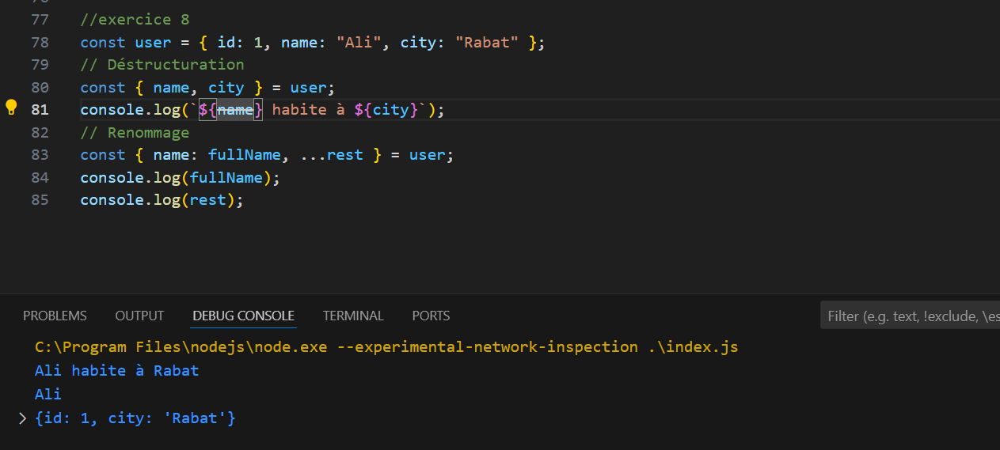 77 //exercice 8
78 const user = { id: 1, name: "Ali", city: "Rabat" };
79 // Déstructuration
80 const { name, city } = user;
81 console.log(`${name} habite à ${city}`);
82 // Renommage
83 const { name: fullName, ...rest } = user;
84 console.log(fullName);
85 console.log(rest);
PROBLEMS OUTPUT DEBUG CONSOLE TERMINAL PORTS Filter (e.g. text, !exclude, \es
C:\Program Files\nodejs\node.exe --experimental-network-inspection .\index.js
Ali habite à Rabat
Ali
{id: 1, city: 'Rabat'}